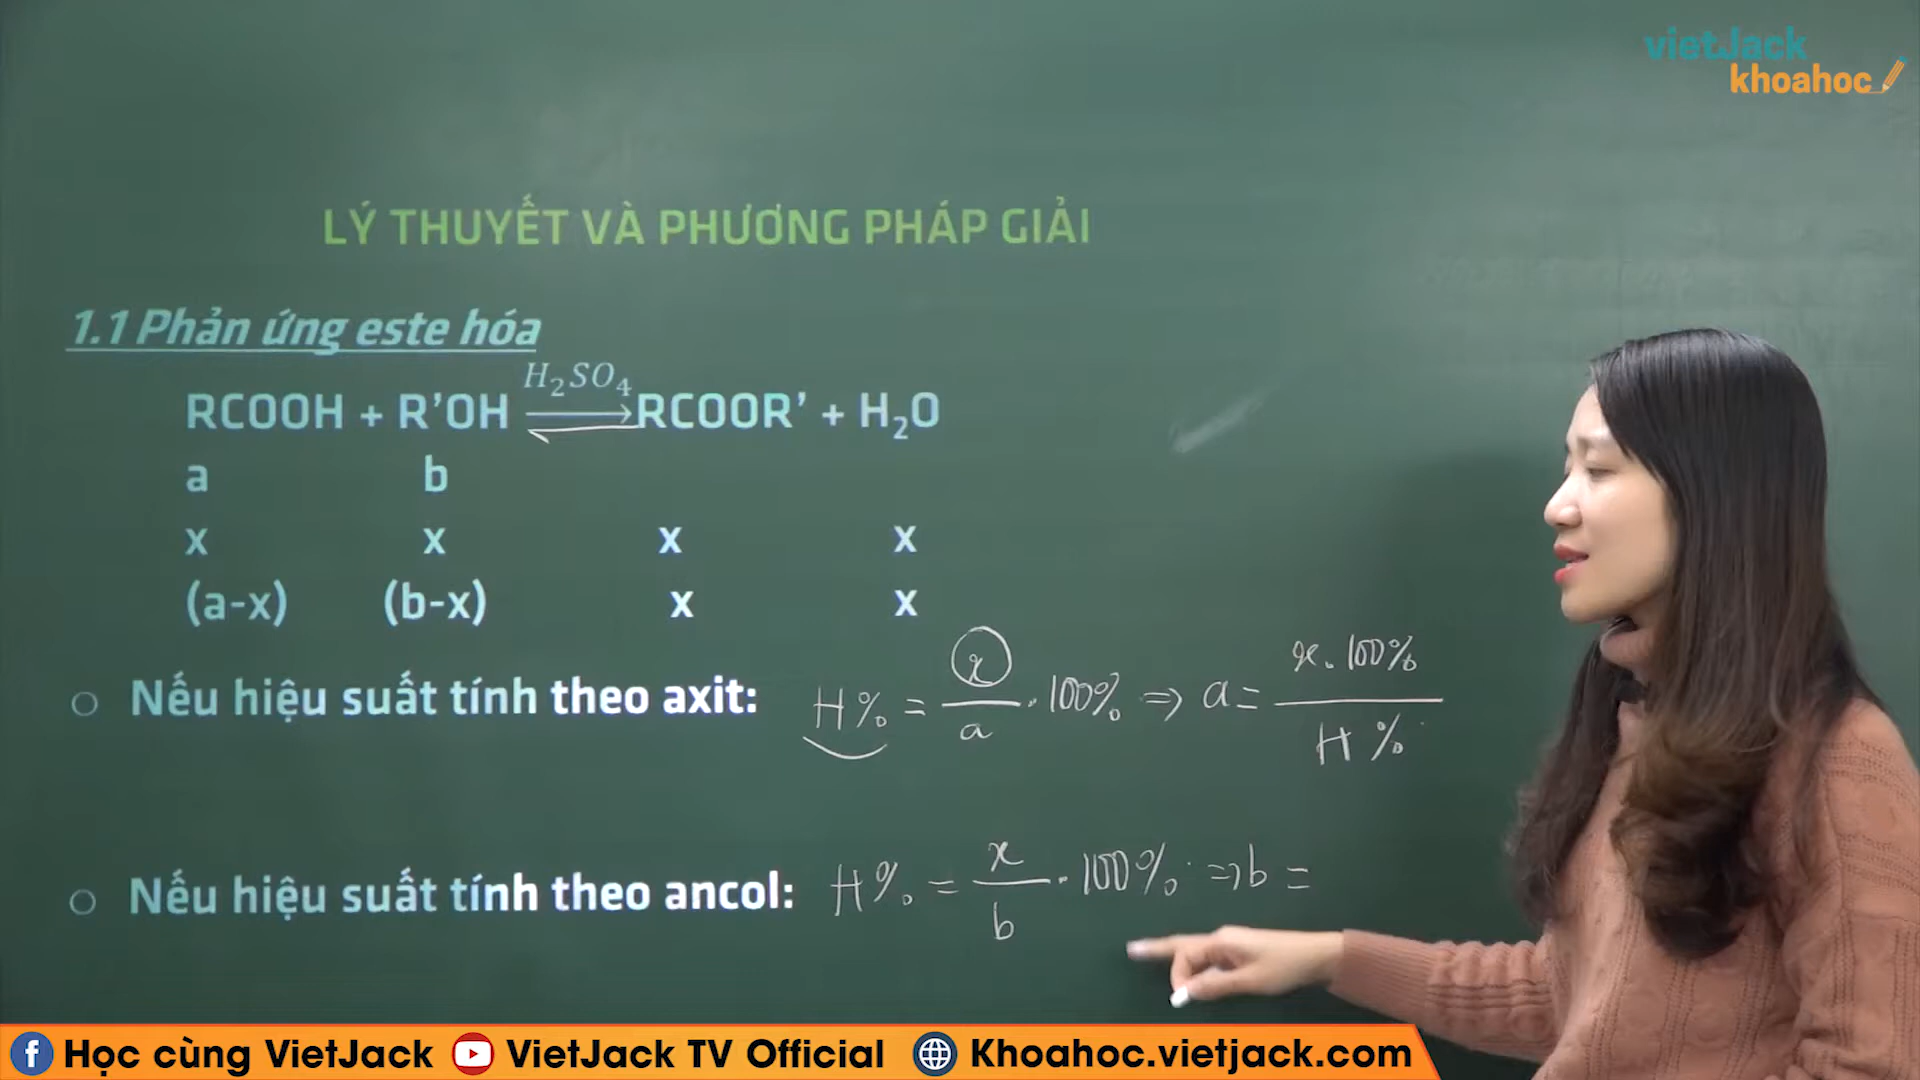 vietJack
khoahoc
LÝ THUYẾT VÀ PHƯƠNG PHÁP GIẢI
1.1 Phản ứng este hóa
H₂SO₄
RCOOH + R’OH ⇌ RCOOR’ + H₂O
a b
x x x x
(a-x) (b-x) x x
○ Nếu hiệu suất tính theo axit: H% = x/a · 100% ⇒ a = x. 100% / H%
○ Nếu hiệu suất tính theo ancol: H% = x/b · 100% ⇒ b =
Học cùng VietJack VietJack TV Official Khoahoc.vietjack.com